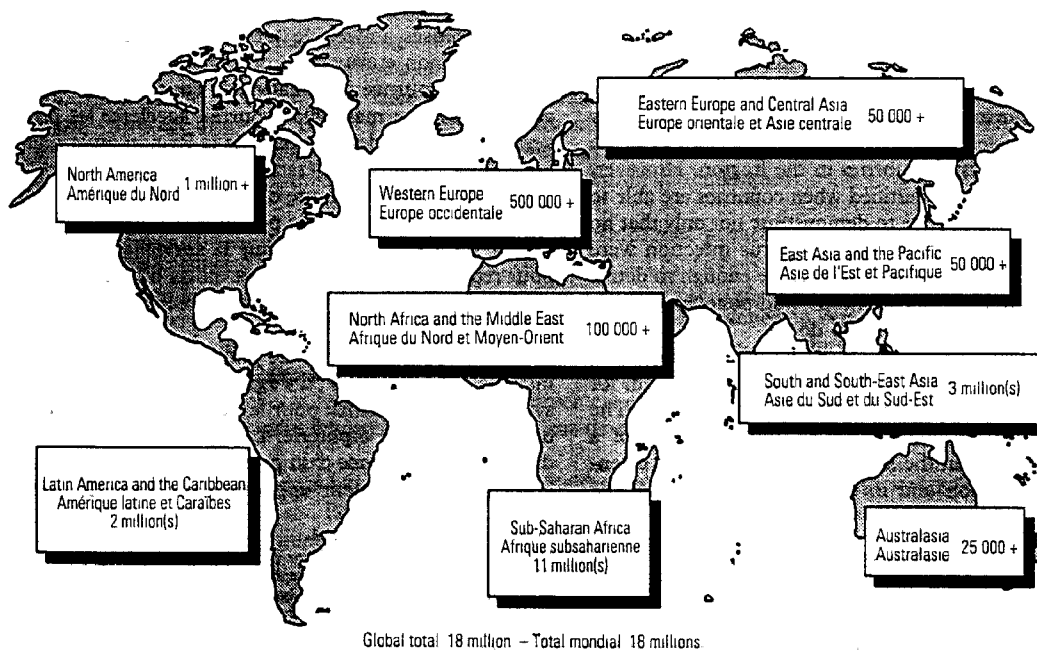 Eastern Europe and Central Asia
Europe orientale et Asie centrale
50 000 +
North America
Amérique du Nord
1 million +
Western Europe
Europe occidentale
500 000 +
East Asia and the Pacific
Asie de l'Est et Pacifique
50 000 +
North Africa and the Middle East
Afrique du Nord et Moyen-Orient
100 000 +
South and South-East Asia
Asie du Sud et du Sud-Est
3 million(s)
Latin America and the Caribbean
Amérique latine et Caraïbes
2 million(s)
Sub-Saharan Africa
Afrique subsaharienne
11 million(s)
Australasia
Australasie
25 000 +
Global total 18 million – Total mondial 18 millions